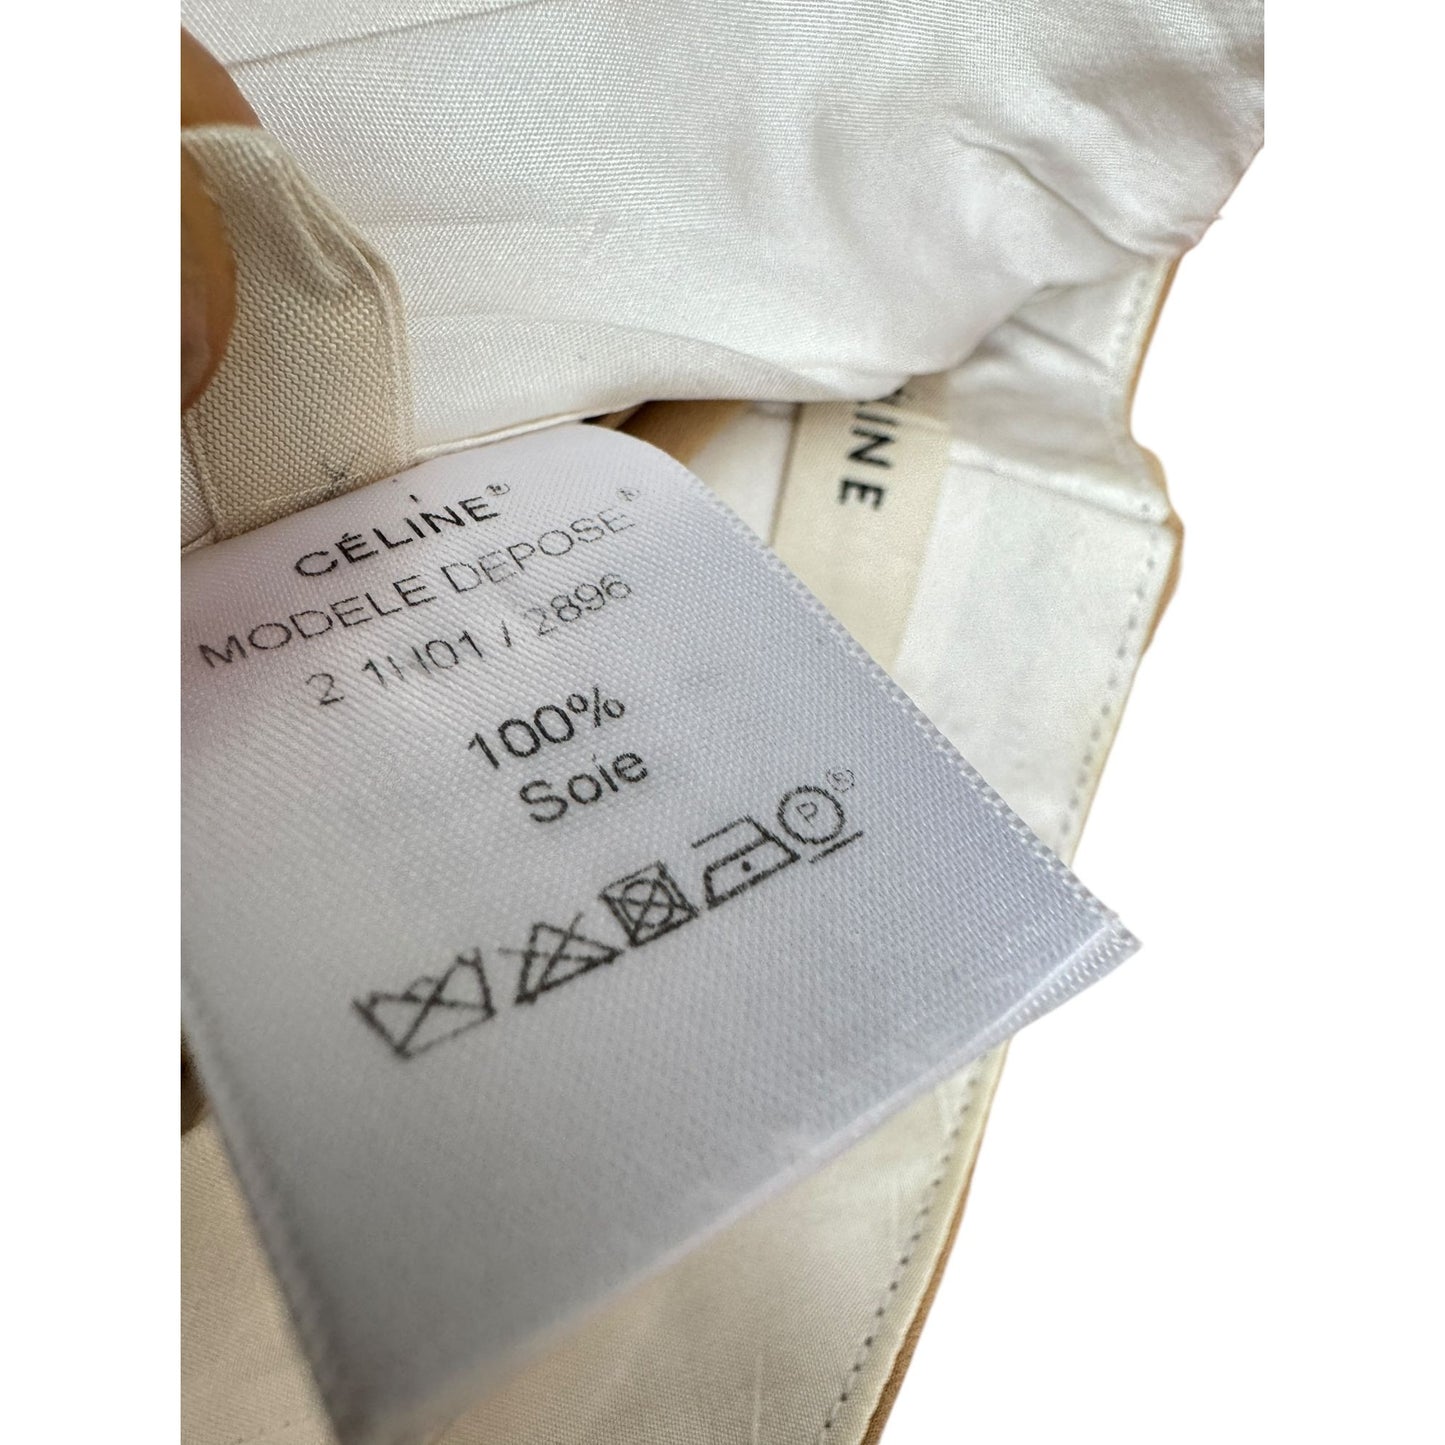 CÉLINE®
MODELE DEPOSE®
2 1H01 / 2896
100%
Soie
P